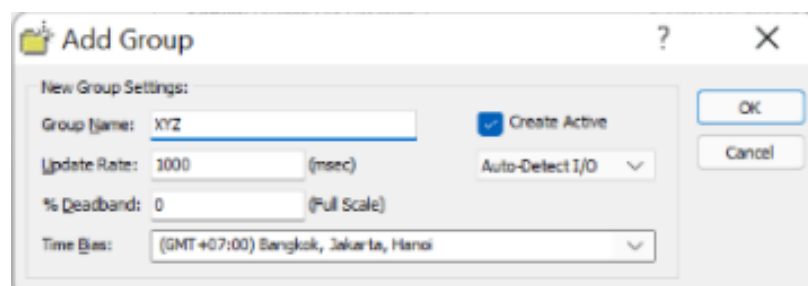 Add Group ? X
New Group Settings:
Group Name: XYZ Create Active OK
Update Rate: 1000 (msec) Auto-Detect I/O Cancel
% Deadband: 0 (Full Scale)
Time Bias: (GMT+07:00) Bangkok, Jakarta, Hanoi